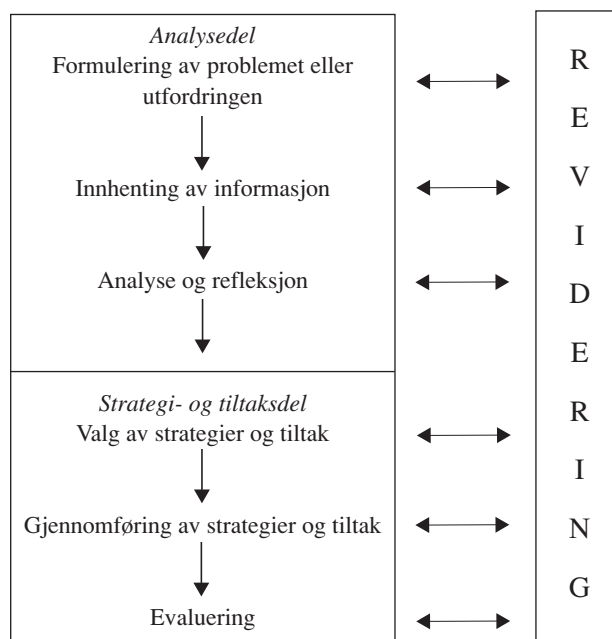 Analysedel
Formulering av problemet eller
utfordringen
Innhenting av informasjon
Analyse og refleksjon
Strategi- og tiltaksdel
Valg av strategier og tiltak
Gjennomføring av strategier og tiltak
Evaluering
R
E
V
I
D
E
R
I
N
G